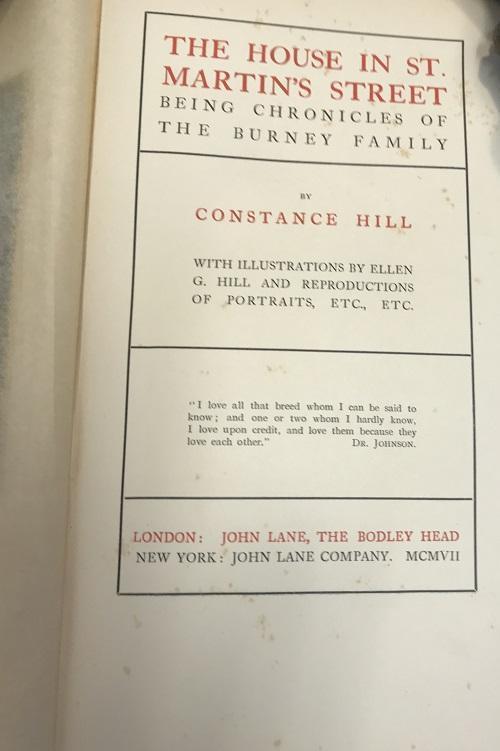 THE HOUSE IN ST.
MARTIN'S STREET
BEING CHRONICLES OF
THE BURNEY FAMILY
BY
CONSTANCE HILL
WITH ILLUSTRATIONS BY ELLEN
G. HILL AND REPRODUCTIONS
OF PORTRAITS, ETC., ETC.
"I love all that breed whom I can be said to
know; and one or two whom I hardly know,
I love upon credit, and love them because they
love each other." DR. JOHNSON.
LONDON: JOHN LANE, THE BODLEY HEAD
NEW YORK: JOHN LANE COMPANY. MCMVII